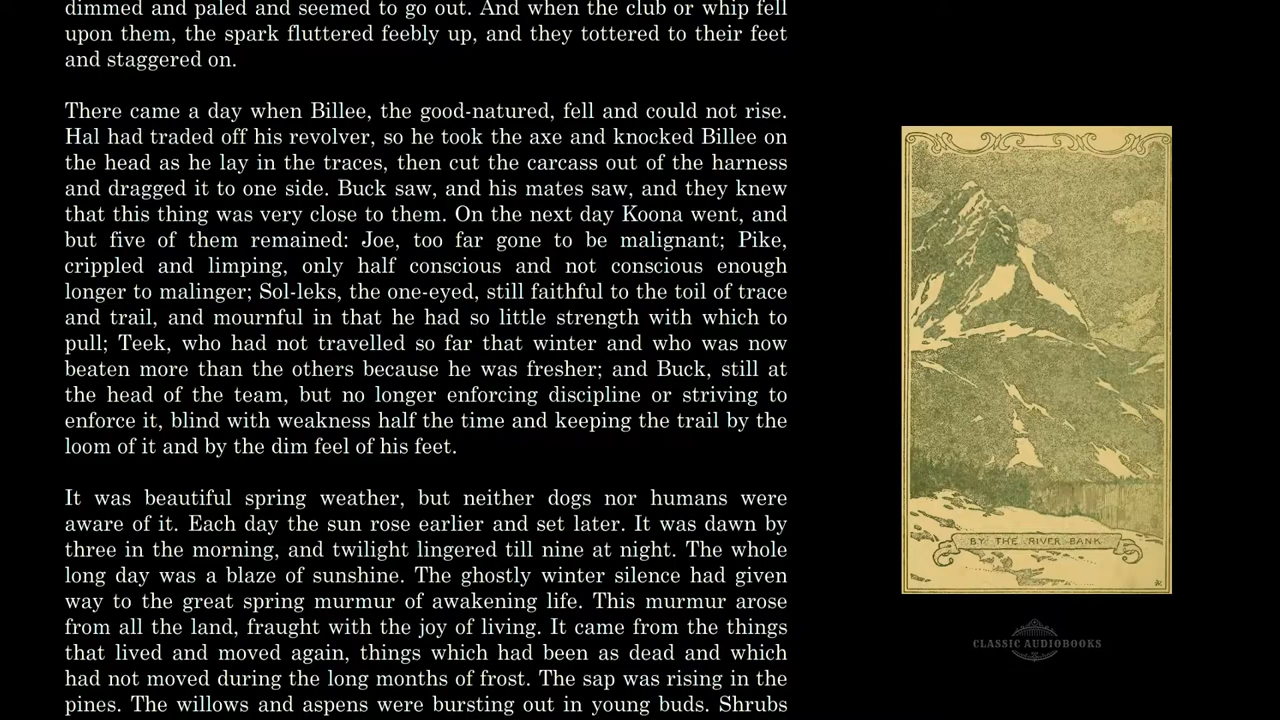 dimmed and paled and seemed to go out. And when the club or whip fell
upon them, the spark fluttered feebly up, and they tottered to their feet
and staggered on.
There came a day when Billee, the good-natured, fell and could not rise.
Hal had traded off his revolver, so he took the axe and knocked Billee on
the head as he lay in the traces, then cut the carcass out of the harness
and dragged it to one side. Buck saw, and his mates saw, and they knew
that this thing was very close to them. On the next day Koona went, and
but five of them remained: Joe, too far gone to be malignant; Pike,
crippled and limping, only half conscious and not conscious enough
longer to malinger; Sol-leks, the one-eyed, still faithful to the toil of trace
and trail, and mournful in that he had so little strength with which to
pull; Teek, who had not travelled so far that winter and who was now
beaten more than the others because he was fresher; and Buck, still at
the head of the team, but no longer enforcing discipline or striving to
enforce it, blind with weakness half the time and keeping the trail by the
loom of it and by the dim feel of his feet.
It was beautiful spring weather, but neither dogs nor humans were
aware of it. Each day the sun rose earlier and set later. It was dawn by
three in the morning, and twilight lingered till nine at night. The whole
long day was a blaze of sunshine. The ghostly winter silence had given
way to the great spring murmur of awakening life. This murmur arose
from all the land, fraught with the joy of living. It came from the things
that lived and moved again, things which had been as dead and which
had not moved during the long months of frost. The sap was rising in the
pines. The willows and aspens were bursting out in young buds. Shrubs
BY THE RIVER BANK
CLASSIC AUDIOBOOKS